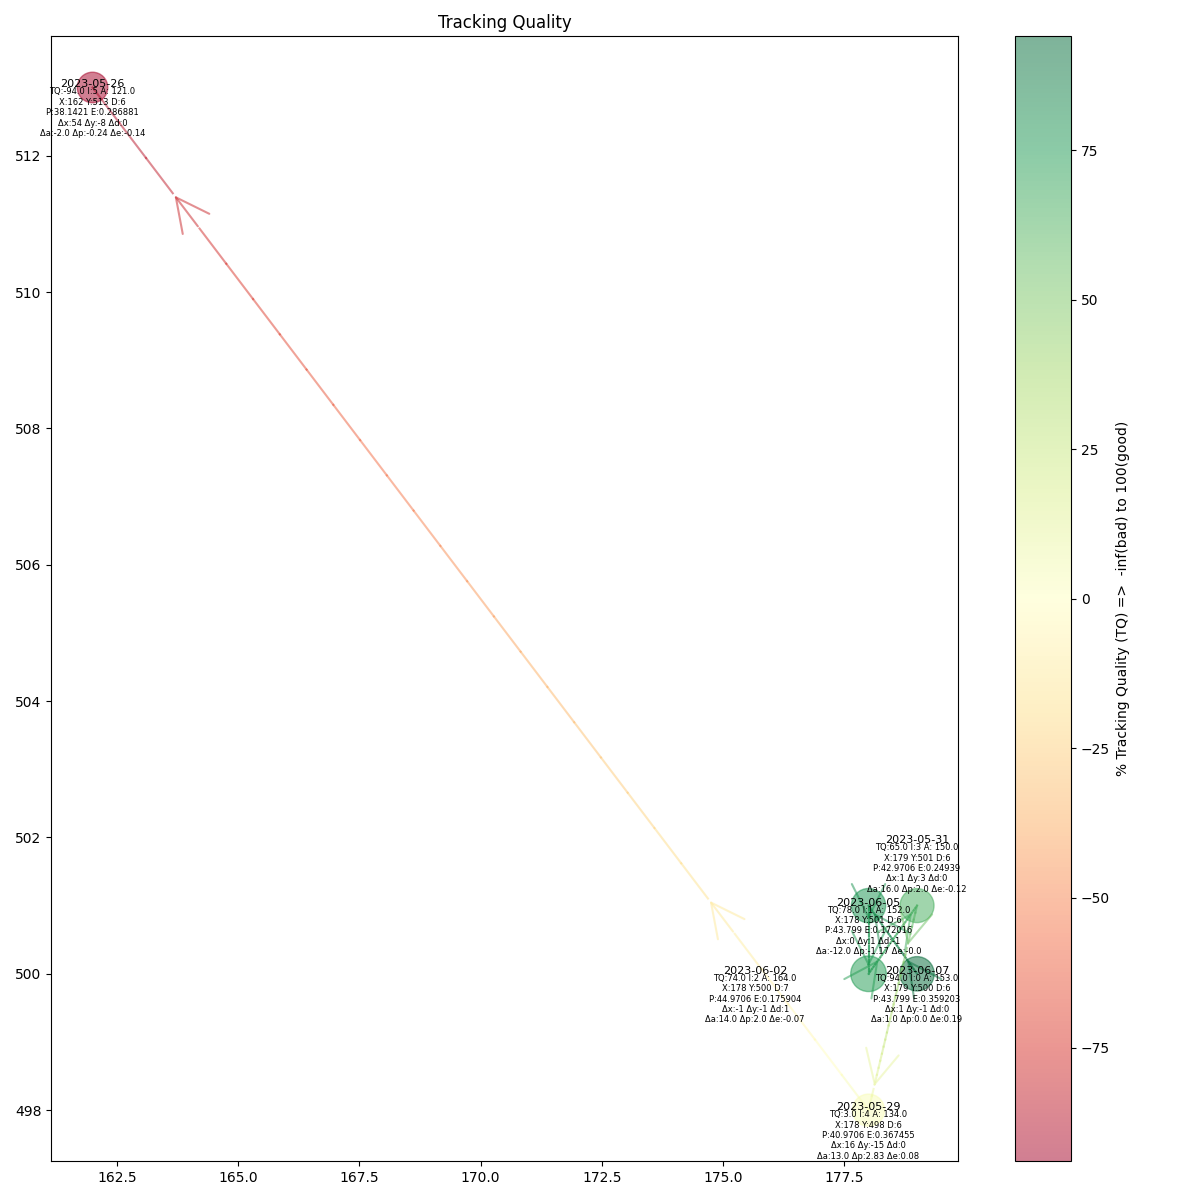 Tracking Quality
2023-05-26
TQ:-94.0 I:5 A: 121.0
X:162 Y:513 D:6
P:38.1421 E:0.286881
Δx:54 Δy:-8 Δd:0
Δa:-2.0 Δp:-0.24 Δe:-0.14
2023-05-31
TQ:65.0 I:3 A: 150.0
X:179 Y:501 D:6
P:42.9706 E:0.24939
Δx:1 Δy:3 Δd:0
Δa:16.0 Δp:2.0 Δe:-0.12
2023-06-05
TQ:78.0 I:1 A: 152.0
X:178 Y:501 D:6
P:43.799 E:0.172016
Δx:0 Δy:1 Δd:-1
Δa:-12.0 Δp:-1.17 Δe:-0.0
2023-06-02
TQ:74.0 I:2 A: 164.0
X:178 Y:500 D:7
P:44.9706 E:0.175904
Δx:-1 Δy:-1 Δd:1
Δa:14.0 Δp:2.0 Δe:-0.07
2023-06-07
TQ:94.0 I:0 A: 153.0
X:179 Y:500 D:6
P:43.799 E:0.359203
Δx:1 Δy:-1 Δd:0
Δa:1.0 Δp:0.0 Δe:0.19
2023-05-29
TQ:3.0 I:4 A: 134.0
X:178 Y:498 D:6
P:40.9706 E:0.367455
Δx:16 Δy:-15 Δd:0
Δa:13.0 Δp:2.83 Δe:0.08
512
510
508
506
504
502
500
498
162.5
165.0
167.5
170.0
172.5
175.0
177.5
75
50
25
0
−25
−50
−75
% Tracking Quality (TQ) => -inf(bad) to 100(good)